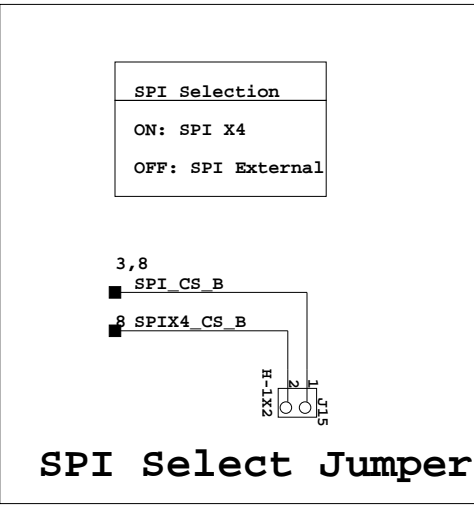 SPI Selection
ON: SPI X4
OFF: SPI External
3,8
SPI_CS_B
8 SPIX4_CS_B
H-1X2
2
1
J15
SPI Select Jumper